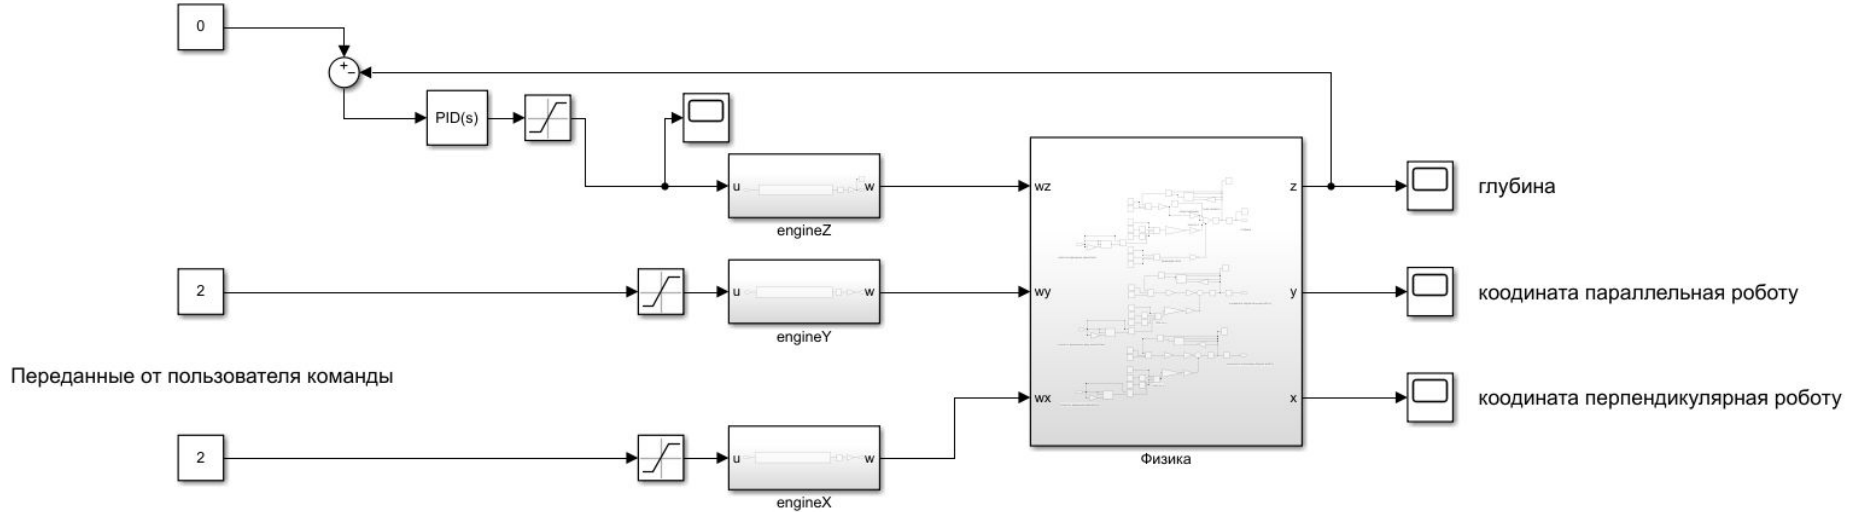 0
+
−
PID(s)
u
w
engineZ
wz
z
глубина
2
u
w
engineY
wy
y
коодината параллельная роботу
Переданные от пользователя команды
wx
x
коодината перпендикулярная роботу
2
u
w
engineX
Физика